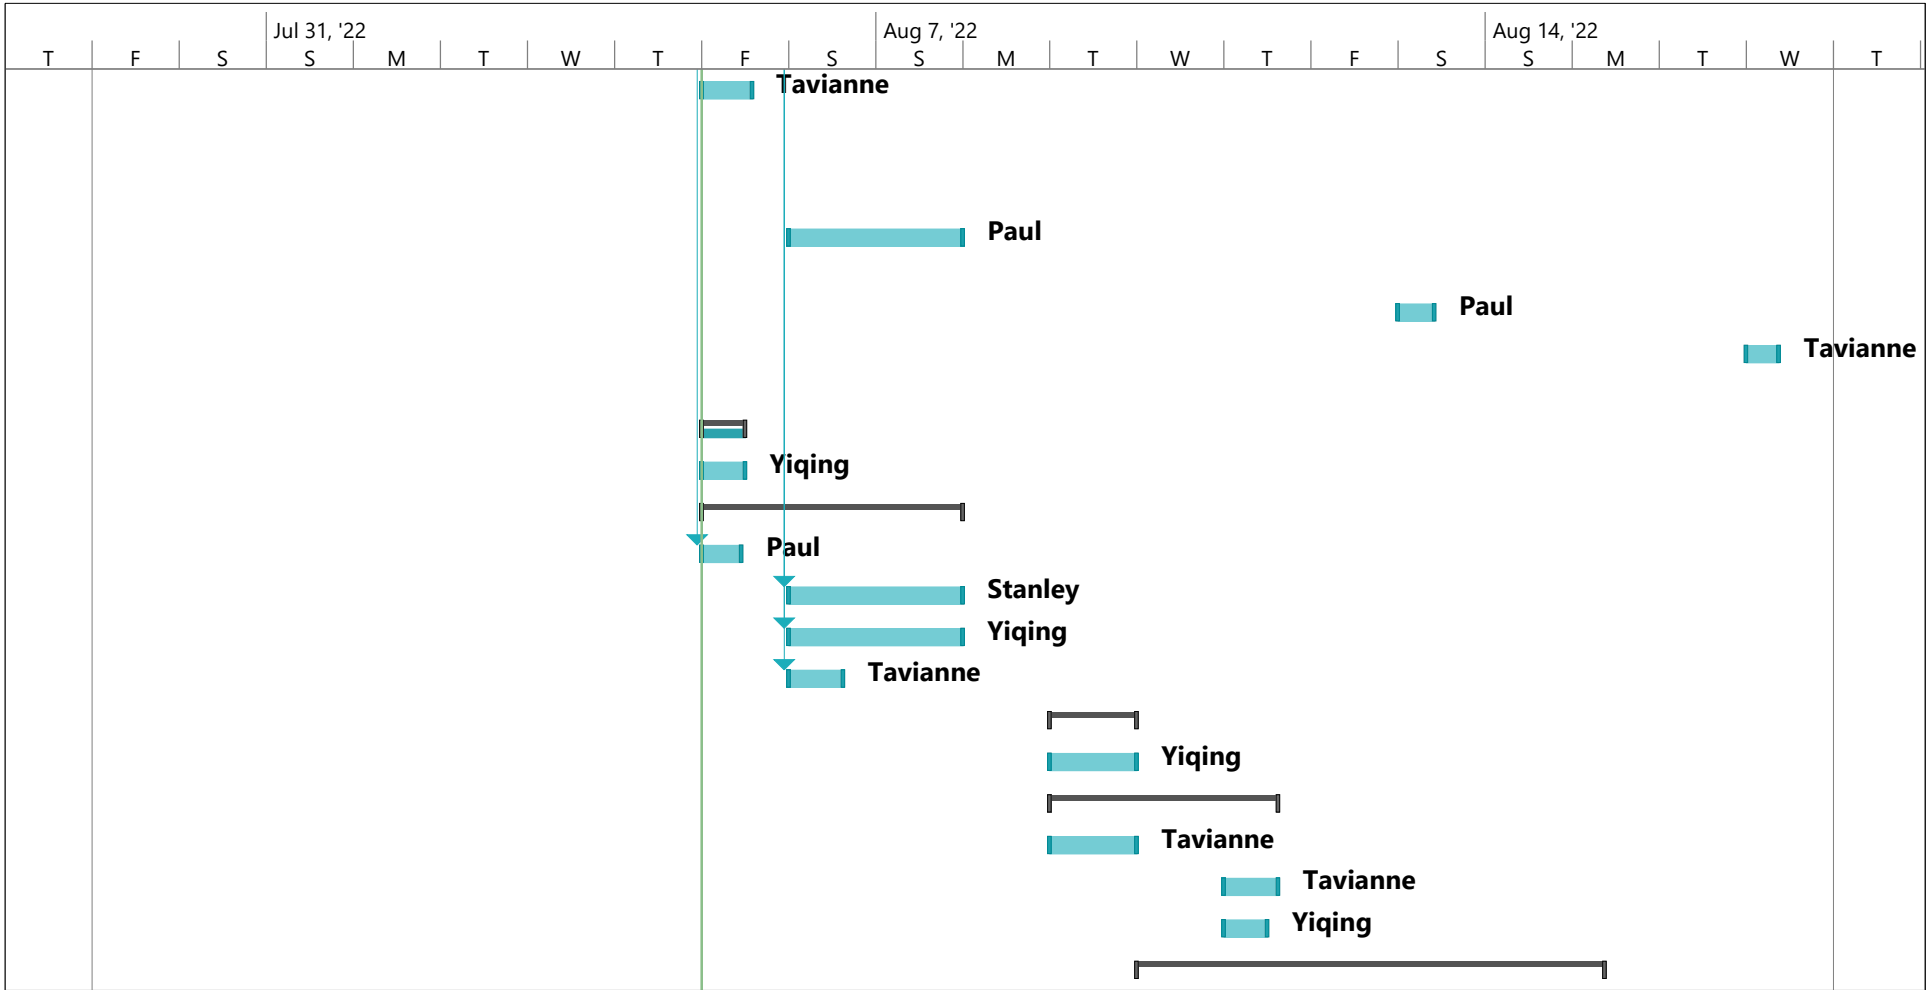 Jul 31, '22 Aug 7, '22 Aug 14, '22
T F S S M T W T F S S M T W T F S S M T W T
Tavianne
Paul
Paul
Tavianne
Yiqing
Paul
Stanley
Yiqing
Tavianne
Yiqing
Tavianne
Tavianne
Yiqing